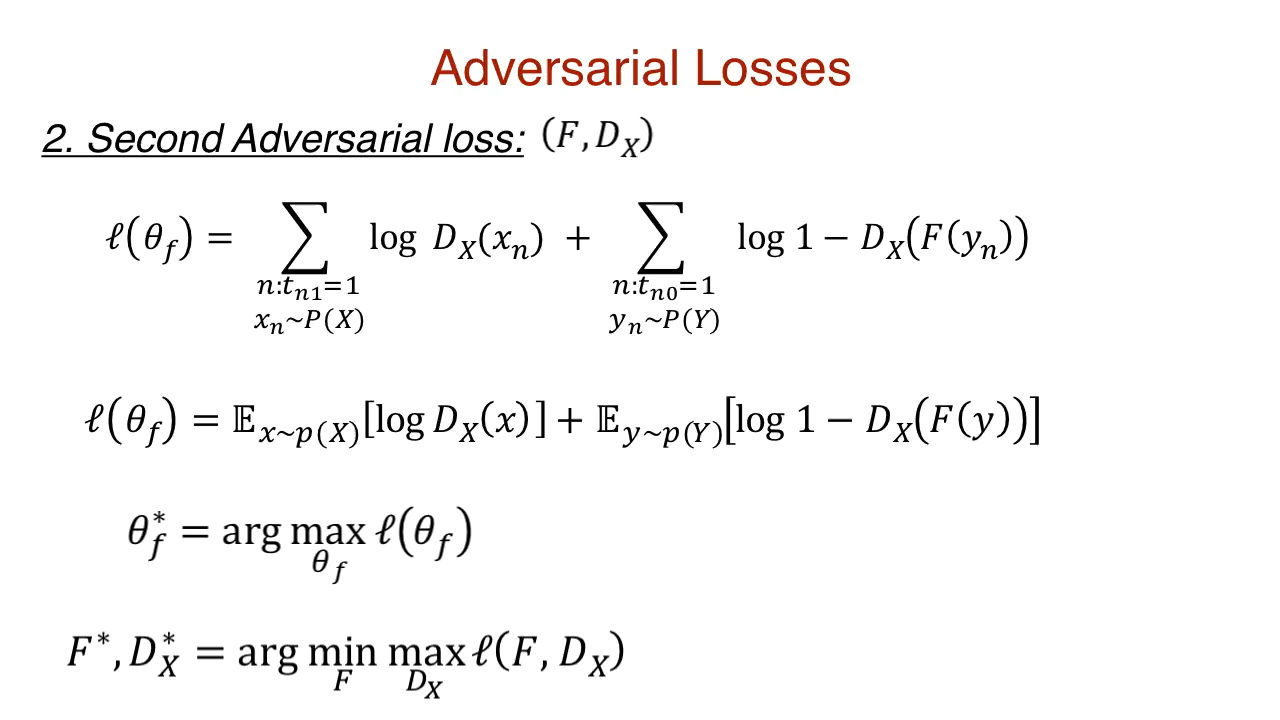 Adversarial Losses
2. Second Adversarial loss: (F, D_X)
ℓ(θ_f) = ∑_{n:t_{n1}=1, x_n~P(X)} log D_X(x_n) + ∑_{n:t_{n0}=1, y_n~P(Y)} log 1 − D_X(F(y_n))
ℓ(θ_f) = 𝔼_{x~p(X)}[log D_X(x)] + 𝔼_{y~p(Y)}[log 1 − D_X(F(y))]
θ_f^* = arg max_{θ_f} ℓ(θ_f)
F^*, D_X^* = arg min_F max_{D_X} ℓ(F, D_X)